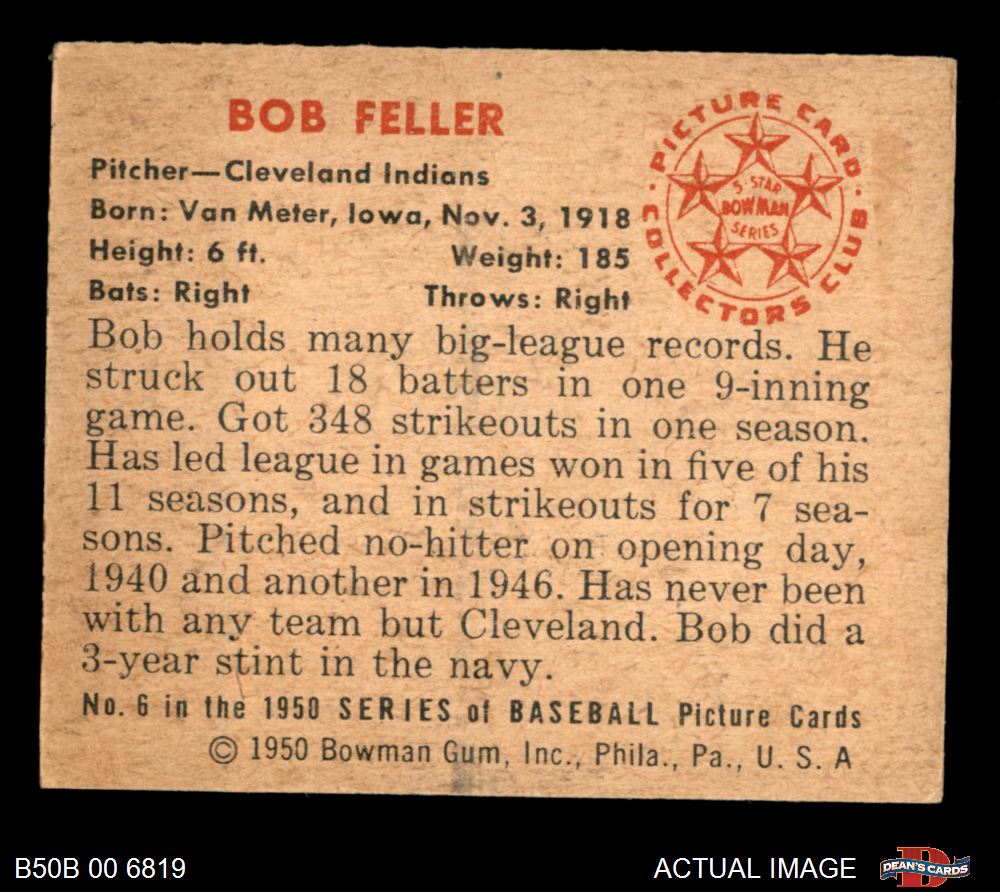 BOB FELLER
Pitcher—Cleveland Indians
Born: Van Meter, Iowa, Nov. 3, 1918
Height: 6 ft. Weight: 185
Bats: Right Throws: Right
PICTURE CARD
COLLECTORS CLUB
5-STAR
BOWMAN
SERIES
Bob holds many big-league records. He
struck out 18 batters in one 9-inning
game. Got 348 strikeouts in one season.
Has led league in games won in five of his
11 seasons, and in strikeouts for 7 sea-
sons. Pitched no-hitter on opening day,
1940 and another in 1946. Has never been
with any team but Cleveland. Bob did a
3-year stint in the navy.
No. 6 in the 1950 SERIES of BASEBALL Picture Cards
© 1950 Bowman Gum, Inc., Phila., Pa., U. S. A
B50B 00 6819
ACTUAL IMAGE
D
DEAN'S CARDS